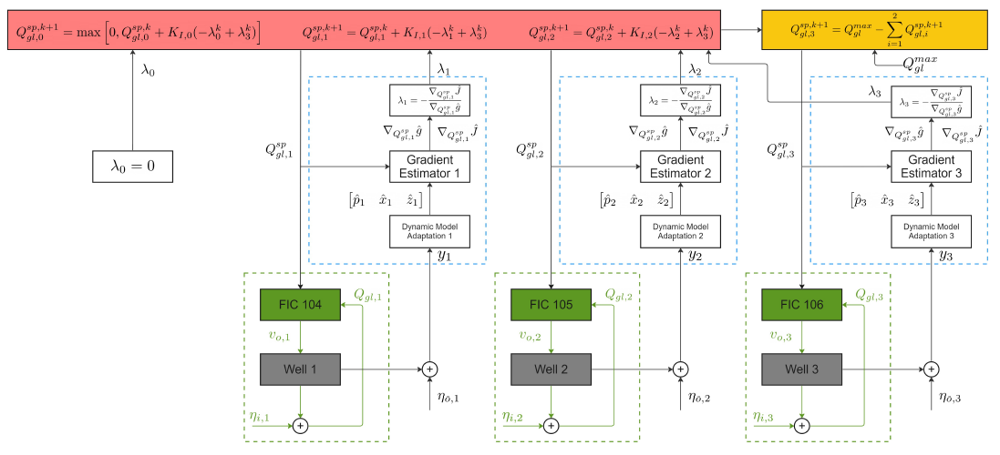 Q_{gl,0}^{sp,k+1} = max [0, Q_{gl,0}^{sp,k} + K_{I,0}(-λ_0^k + λ_3^k)]
Q_{gl,1}^{sp,k+1} = Q_{gl,1}^{sp,k} + K_{I,1}(-λ_1^k + λ_3^k)
Q_{gl,2}^{sp,k+1} = Q_{gl,2}^{sp,k} + K_{I,2}(-λ_2^k + λ_3^k)
Q_{gl,3}^{sp,k+1} = Q_{gl}^{max} - \sum_{i=1}^{2} Q_{gl,i}^{sp,k+1}
λ_0
λ_1
λ_2
Q_{gl}^{max}
λ_3
λ_1 = -\frac{∇_{Q_{gl,1}^{sp}} Ĵ}{∇_{Q_{gl,1}^{sp}} ĝ}
λ_2 = -\frac{∇_{Q_{gl,2}^{sp}} Ĵ}{∇_{Q_{gl,2}^{sp}} ĝ}
λ_3 = -\frac{∇_{Q_{gl,3}^{sp}} Ĵ}{∇_{Q_{gl,3}^{sp}} ĝ}
∇_{Q_{gl,1}^{sp}} ĝ ∇_{Q_{gl,1}^{sp}} Ĵ
∇_{Q_{gl,2}^{sp}} ĝ ∇_{Q_{gl,2}^{sp}} Ĵ
∇_{Q_{gl,3}^{sp}} ĝ ∇_{Q_{gl,3}^{sp}} Ĵ
Q_{gl,1}^{sp}
Q_{gl,2}^{sp}
Q_{gl,3}^{sp}
λ_0 = 0
Gradient
Estimator 1
Gradient
Estimator 2
Gradient
Estimator 3
[p̂_1 x̂_1 ẑ_1]
[p̂_2 x̂_2 ẑ_2]
[p̂_3 x̂_3 ẑ_3]
Dynamic Model
Adaptation 1
Dynamic Model
Adaptation 2
Dynamic Model
Adaptation 3
y_1
y_2
y_3
FIC 104
Q_{gl,1}
FIC 105
Q_{gl,2}
FIC 106
Q_{gl,3}
v_{o,1}
v_{o,2}
v_{o,3}
Well 1
+
Well 2
+
Well 3
+
η_{ō,1}
η_{ō,2}
η_{ō,3}
η_{i,1}
+
η_{i,2}
+
η_{i,3}
+